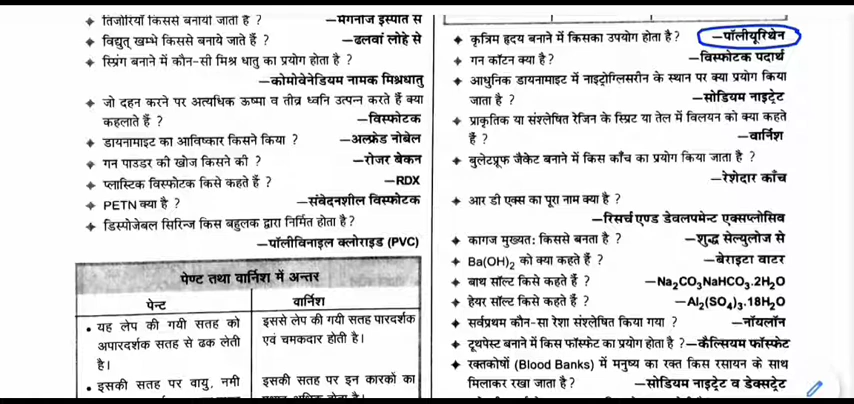 ✦ तिजोरियाँ किससे बनायी जाती है ? —मैंगनीज इस्पात से
✦ विद्युत् खम्भे किससे बनाये जाते हैं ? —ढलवां लोहे से
✦ स्प्रिंग बनाने में कौन-सी मिश्र धातु का प्रयोग होता है ?
—कोमोवेनेडियम नामक मिश्रधातु
✦ जो दहन करने पर अत्यधिक ऊष्मा व तीव्र ध्वनि उत्पन्न करते हैं क्या
कहलाते हैं ? —विस्फोटक
✦ डायनामाइट का आविष्कार किसने किया ? —अल्फ्रेड नोबेल
✦ गन पाउडर की खोज किसने की ? —रोजर बेकन
✦ प्लास्टिक विस्फोटक किसे कहते हैं ? —RDX
✦ PETN क्या है ? —संबेदनशील विस्फोटक
✦ डिस्पोजेबल सिरिन्ज किस बहुलक द्वारा निर्मित होता है?
—पॉलीविनाइल क्लोराइड (PVC)
पेण्ट तथा वार्निश में अन्तर
पेन्ट वार्निश
• यह लेप की गयी सतह को इससे लेप की गयी सतह पारदर्शक
अपारदर्शक सतह से ढक लेती एवं चमकदार होती है।
है।
• इसकी सतह पर वायु, नमी इसकी सतह पर इन कारकों का
✦ कृत्रिम हृदय बनाने में किसका उपयोग होता है? —पॉलीयूरिथेन
✦ गन कॉटन क्या है? —विस्फोटक पदार्थ
✦ आधुनिक डायनामाइट में नाइट्रोग्लिसरीन के स्थान पर क्या प्रयोग किया
जाता है ? —सोडियम नाइट्रेट
✦ प्राकृतिक या संश्लेषित रेजिन के स्प्रिट या तेल में विलयन को क्या कहते
हैं ? —वार्निश
✦ बुलेटप्रूफ जैकेट बनाने में किस काँच का प्रयोग किया जाता है ?
—रेशेदार काँच
✦ आर डी एक्स का पूरा नाम क्या है ?
—रिसर्च एण्ड डेवलपमेण्ट एक्सप्लोसिव
✦ कागज मुख्यत: किससे बनता है ? —शुद्ध सेल्युलोज से
✦ Ba(OH)₂ को क्या कहते हैं ? —बेराइटा वाटर
✦ बाथ सॉल्ट किसे कहते हैं ? —Na₂CO₃NaHCO₃.2H₂O
✦ हेयर सॉल्ट किसे कहते हैं ? —Al₂(SO₄)₃.18H₂O
✦ सर्वप्रथम कौन-सा रेशा संश्लेषित किया गया ? —नॉयलॉन
✦ टूथपेस्ट बनाने में किस फॉस्फेट का प्रयोग होता है ?—कैल्सियम फॉस्फेट
✦ रक्तकोषों (Blood Banks) में मनुष्य का रक्त किस रसायन के साथ
मिलाकर रखा जाता है ? —सोडियम नाइट्रेट व डेक्सट्रेट